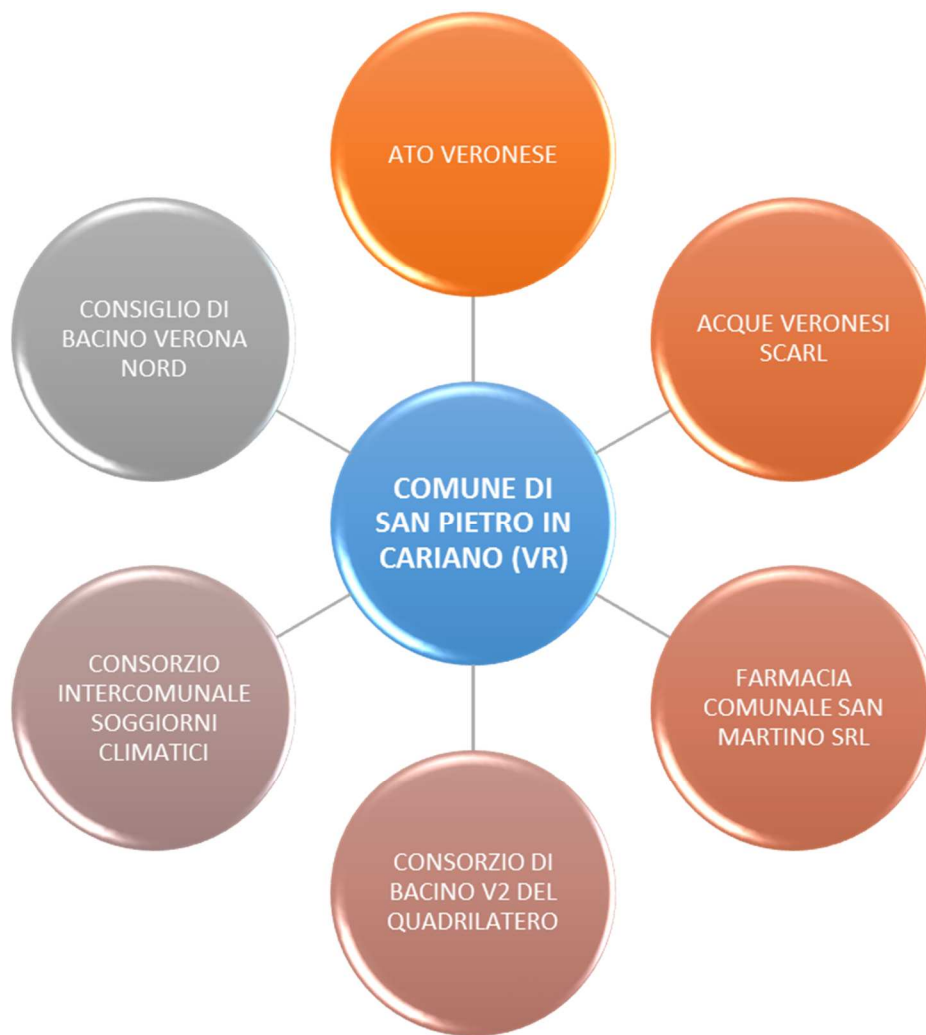 ATO VERONESE
CONSIGLIO DI
BACINO VERONA
NORD
ACQUE VERONESI
SCARL
COMUNE DI
SAN PIETRO IN
CARIANO (VR)
CONSORZIO
INTERCOMUNALE
SOGGIORNI
CLIMATICI
FARMACIA
COMUNALE SAN
MARTINO SRL
CONSORZIO DI
BACINO V2 DEL
QUADRILATERO